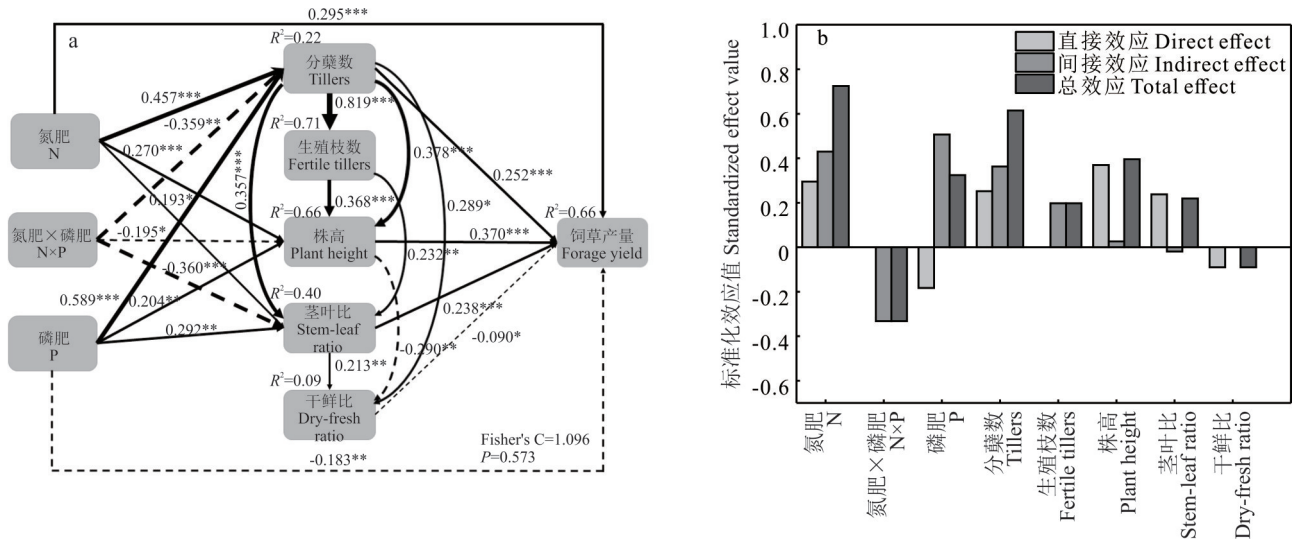 a
0.295***
R²=0.22
分蘖数
Tillers
0.457***
-0.359**
0.819***
R²=0.71
氮肥
N
0.270***
生殖枝数
Fertile tillers
0.378***
0.252***
0.357***
0.193*
0.368***
0.289*
R²=0.66
R²=0.66
氮肥×磷肥
N×P
-0.195*
株高
Plant height
0.370***
饲草产量
Forage yield
0.232**
-0.360***
R²=0.40
0.589***
0.204**
茎叶比
Stem-leaf
ratio
0.238***
磷肥
P
0.292**
-0.090*
-0.290**
0.213**
R²=0.09
干鲜比
Dry-fresh
ratio
Fisher's C=1.096
P=0.573
-0.183**
b
直接效应 Direct effect
间接效应 Indirect effect
总效应 Total effect
标准化效应值 Standardized effect value
1.0
0.8
0.6
0.4
0.2
0
-0.2
-0.4
-0.6
氮肥
N
氮肥×磷肥
N×P
磷肥
P
分蘖数
Tillers
生殖枝数
Fertile tillers
株高
Plant height
茎叶比
Stem-leaf ratio
干鲜比
Dry-fresh ratio